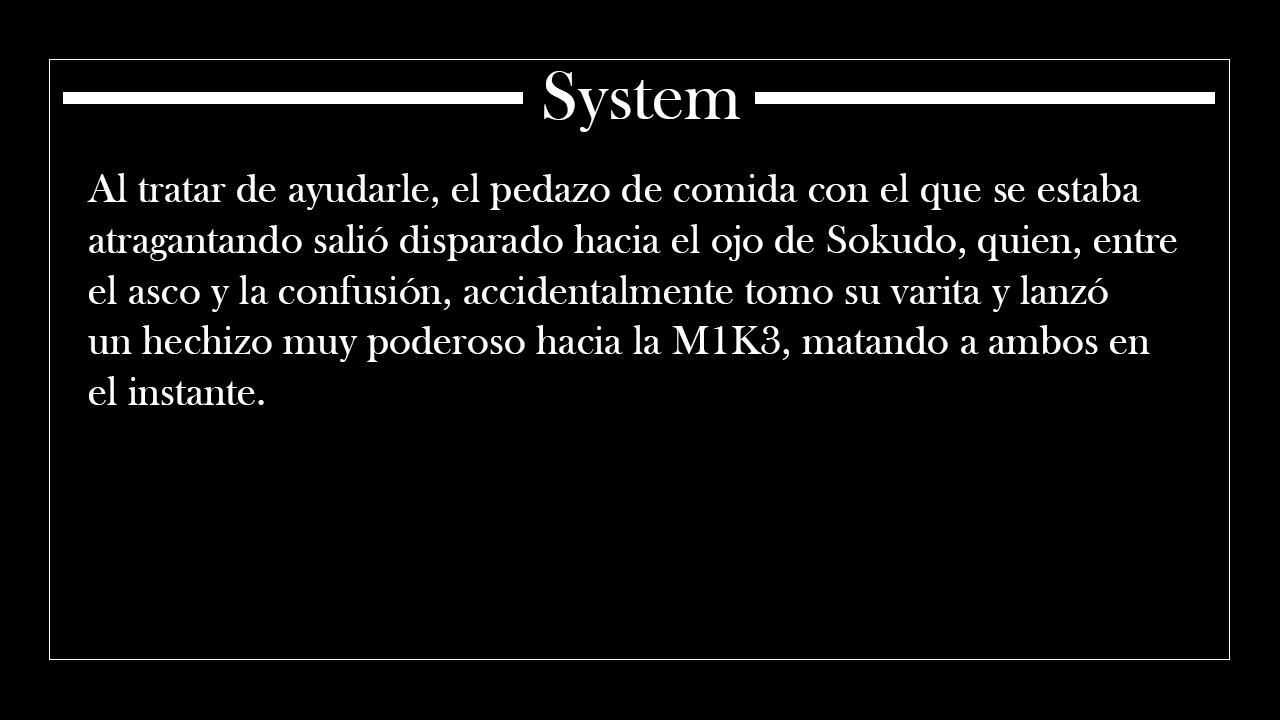 System
Al tratar de ayudarle, el pedazo de comida con el que se estaba
atragantando salió disparado hacia el ojo de Sokudo, quien, entre
el asco y la confusión, accidentalmente tomo su varita y lanzó
un hechizo muy poderoso hacia la M1K3, matando a ambos en
el instante.